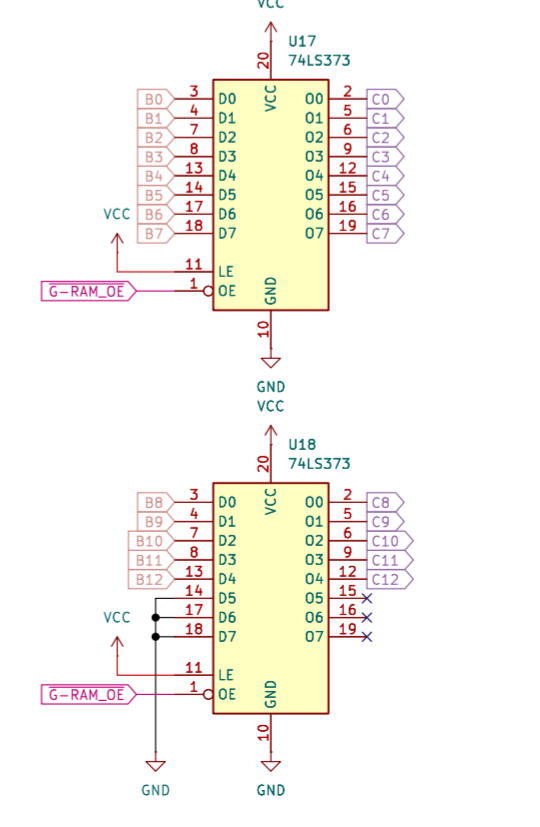 VCC
U17
74LS373
20
VCC
B0 3 D0 O0 2 C0
B1 4 D1 O1 5 C1
B2 7 D2 O2 6 C2
B3 8 D3 O3 9 C3
B4 13 D4 O4 12 C4
B5 14 D5 O5 15 C5
B6 17 D6 O6 16 C6
B7 18 D7 O7 19 C7
VCC
11 LE
G-RAM_OE 1 OE
GND
10
GND
VCC
U18
74LS373
20
VCC
B8 3 D0 O0 2 C8
B9 4 D1 O1 5 C9
B10 7 D2 O2 6 C10
B11 8 D3 O3 9 C11
B12 13 D4 O4 12 C12
14 D5 O5 15
17 D6 O6 16
18 D7 O7 19
VCC
11 LE
G-RAM_OE 1 OE
GND
10
GND
GND